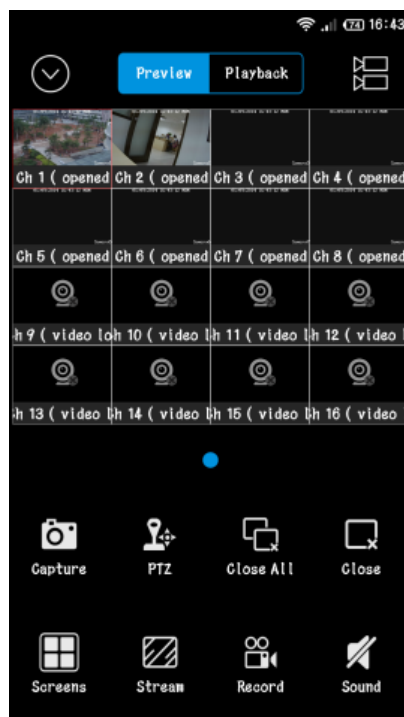 74 16:43
Preview Playback
Ch 1 ( opened Ch 2 ( opened Ch 3 ( opened Ch 4 ( opened
Ch 5 ( opened Ch 6 ( opened Ch 7 ( opened Ch 8 ( opened
h 9 ( video lo h 10 ( video l h 11 ( video l h 12 ( video l
h 13 ( video l h 14 ( video l h 15 ( video l h 16 ( video
Capture PTZ Close All Close
Screens Stream Record Sound